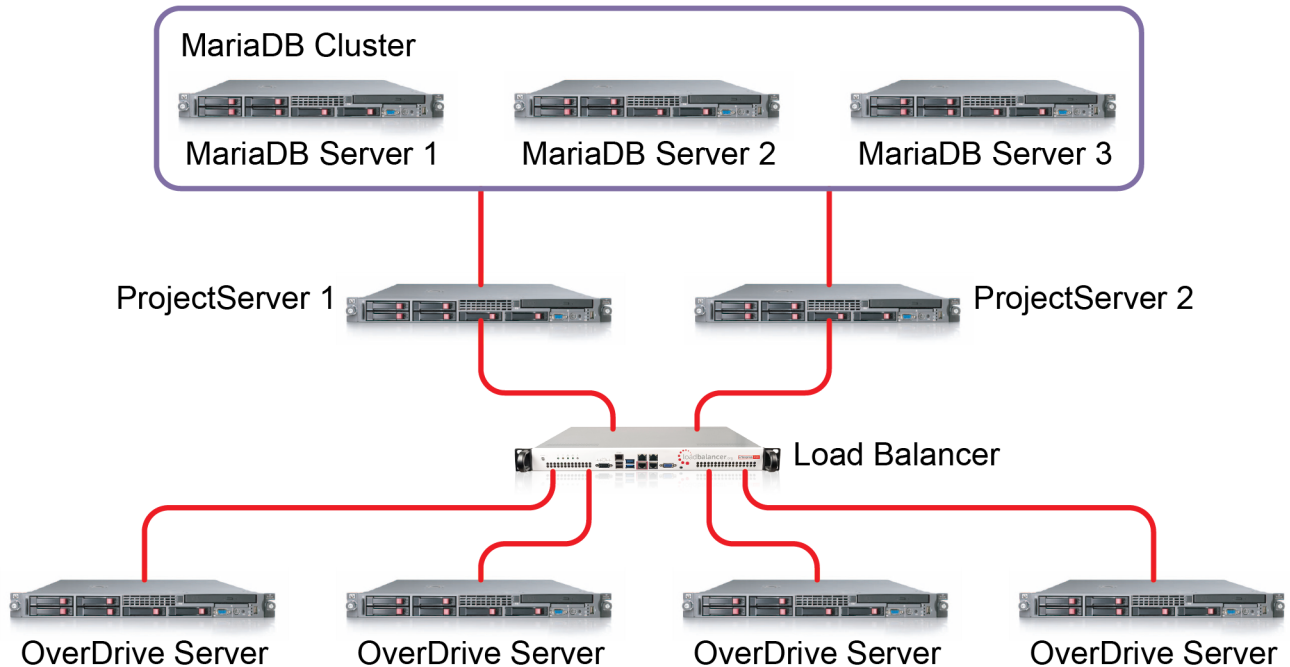 MariaDB Cluster
MariaDB Server 1
MariaDB Server 2
MariaDB Server 3
ProjectServer 1
ProjectServer 2
loadbalancer
Load Balancer
OverDrive Server
OverDrive Server
OverDrive Server
OverDrive Server